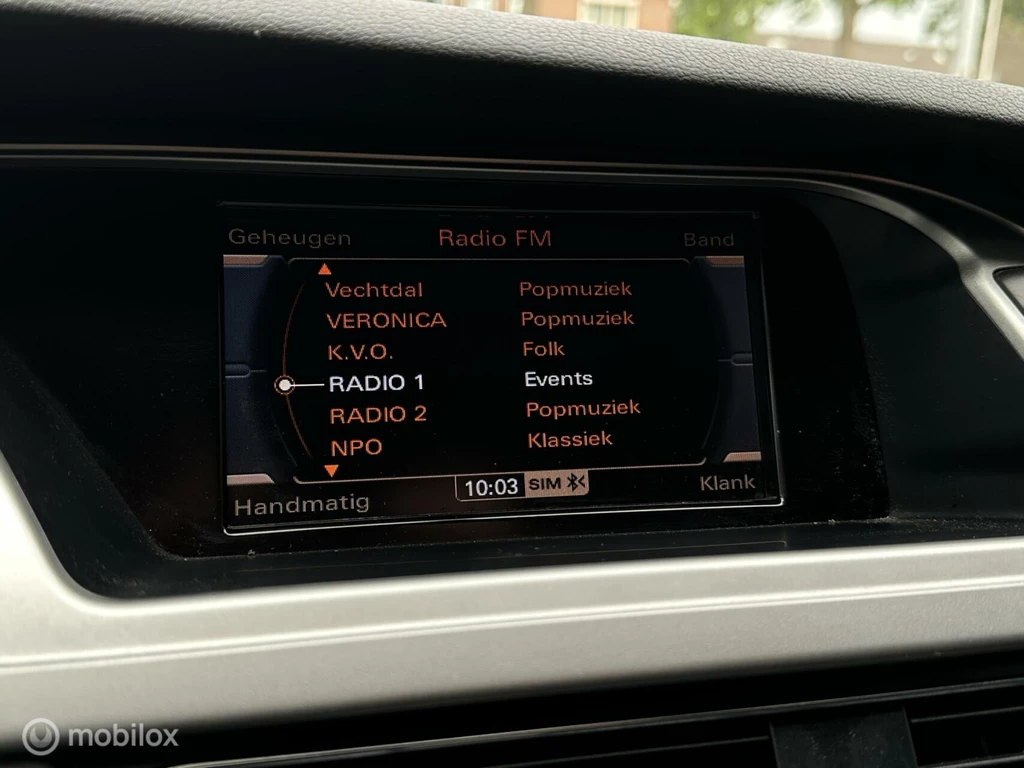 Geheugen Radio FM Band
Vechtdal Popmuziek
VERONICA Popmuziek
K.V.O. Folk
RADIO 1 Events
RADIO 2 Popmuziek
NPO Klassiek
Handmatig 10:03 SIM Klank
mobilox